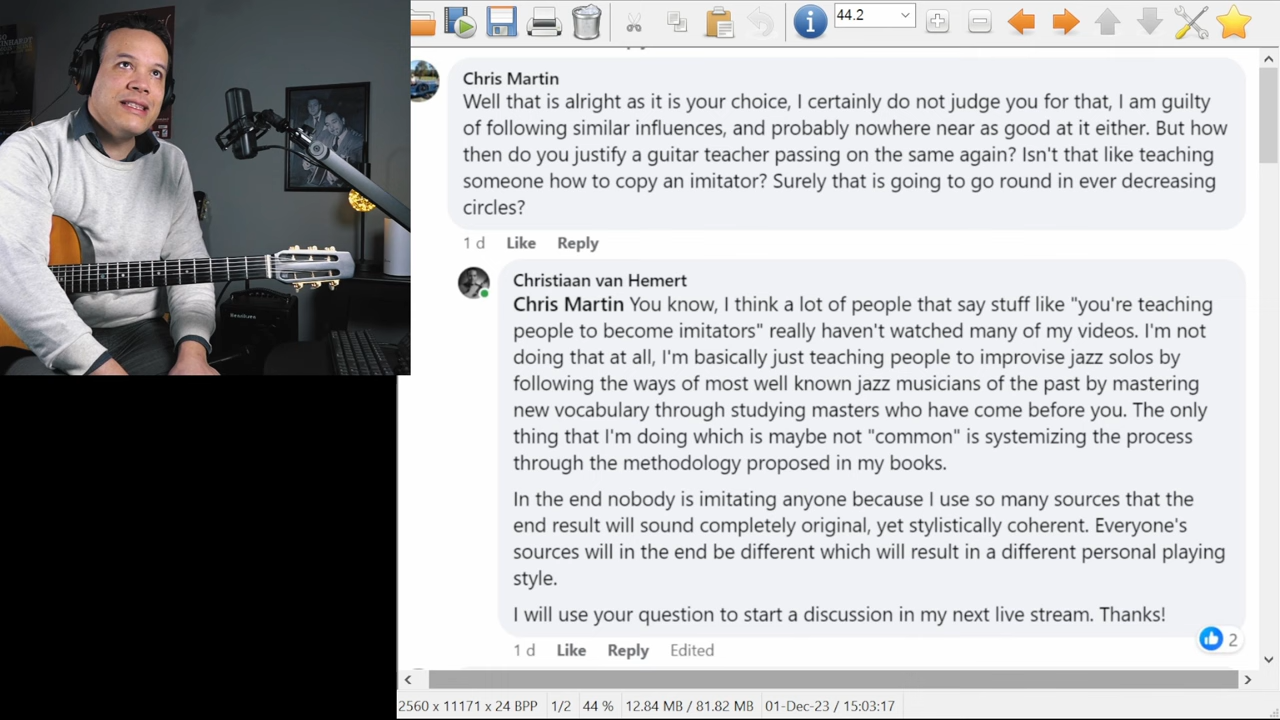 44.2
Chris Martin
Well that is alright as it is your choice, I certainly do not judge you for that, I am guilty
of following similar influences, and probably nowhere near as good at it either. But how
then do you justify a guitar teacher passing on the same again? Isn't that like teaching
someone how to copy an imitator? Surely that is going to go round in ever decreasing
circles?
1 d Like Reply
Christiaan van Hemert
Chris Martin You know, I think a lot of people that say stuff like "you're teaching
people to become imitators" really haven't watched many of my videos. I'm not
doing that at all, I'm basically just teaching people to improvise jazz solos by
following the ways of most well known jazz musicians of the past by mastering
new vocabulary through studying masters who have come before you. The only
thing that I'm doing which is maybe not "common" is systemizing the process
through the methodology proposed in my books.
In the end nobody is imitating anyone because I use so many sources that the
end result will sound completely original, yet stylistically coherent. Everyone's
sources will in the end be different which will result in a different personal playing
style.
I will use your question to start a discussion in my next live stream. Thanks!
2
1 d Like Reply Edited
2560 x 11171 x 24 BPP 1/2 44 % 12.84 MB / 81.82 MB 01-Dec-23 / 15:03:17